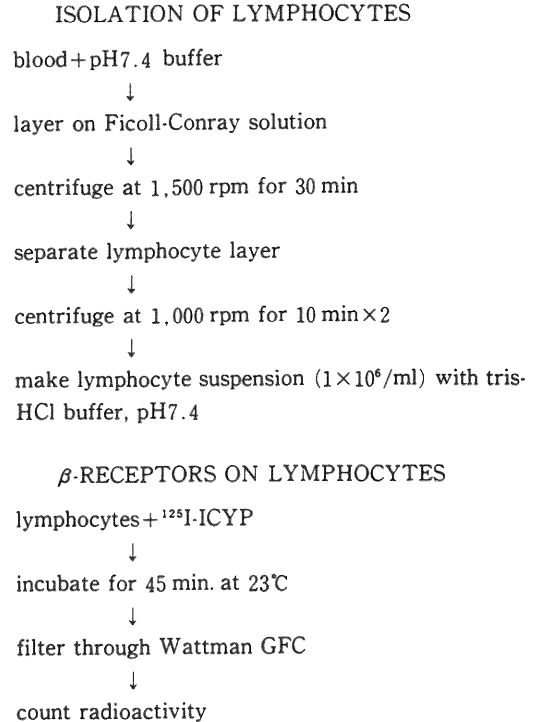 ISOLATION OF LYMPHOCYTES
blood+pH7.4 buffer
↓
layer on Ficoll-Conray solution
↓
centrifuge at 1,500 rpm for 30 min
↓
separate lymphocyte layer
↓
centrifuge at 1,000 rpm for 10 min×2
↓
make lymphocyte suspension (1×10⁶/ml) with tris-
HCl buffer, pH7.4
β-RECEPTORS ON LYMPHOCYTES
lymphocytes+¹²⁵I-ICYP
↓
incubate for 45 min. at 23℃
↓
filter through Wattman GFC
↓
count radioactivity